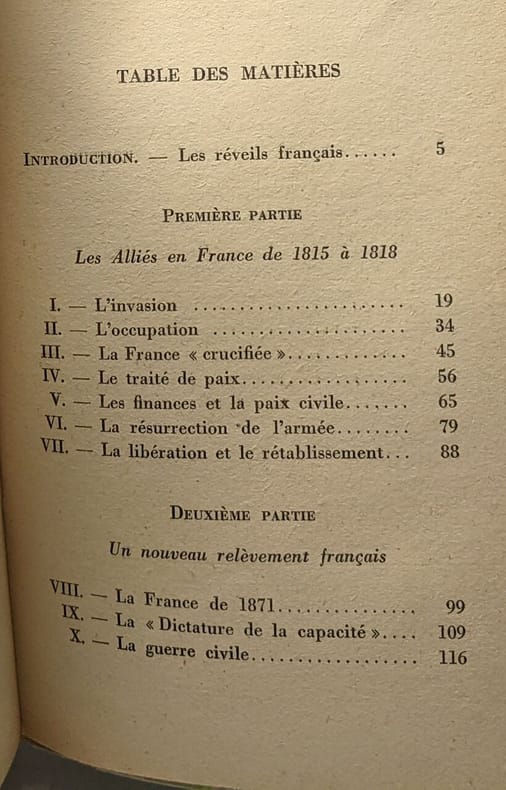 TABLE DES MATIÈRES
INTRODUCTION. — Les réveils français...... 5
PREMIÈRE PARTIE
Les Alliés en France de 1815 à 1818
I. — L'invasion ...................... 19
II. — L'occupation .................... 34
III. — La France « crucifiée »............. 45
IV. — Le traité de paix................. 56
V. — Les finances et la paix civile....... 65
VI. — La résurrection de l'armée........ 79
VII. — La libération et le rétablissement... 88
DEUXIÈME PARTIE
Un nouveau relèvement français
VIII. — La France de 1871............... 99
IX. — La « Dictature de la capacité ».... 109
X. — La guerre civile.................. 116